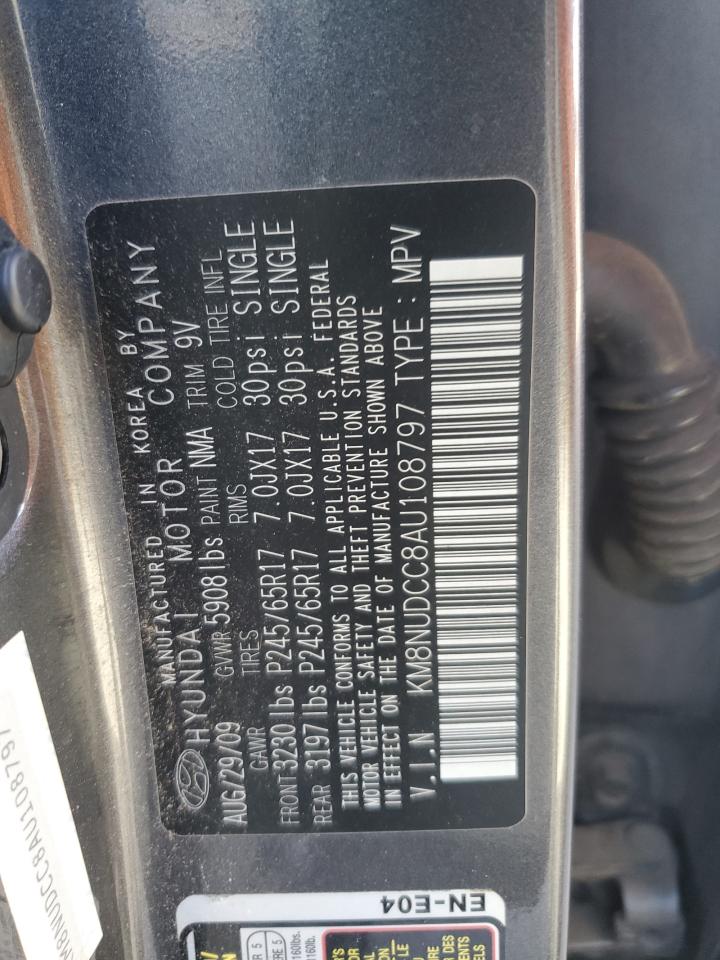 MANUFACTURED IN KOREA BY
HYUNDAI MOTOR COMPANY
AUG/29/09 GVWR 5908 lbs PAINT NMA TRIM 9V
GAWR TIRES RIMS COLD TIRE INFL
FRONT 3230 lbs P245/65R17 7.0JX17 30psi SINGLE
REAR 3197 lbs P245/65R17 7.0JX17 30psi SINGLE
THIS VEHICLE CONFORMS TO ALL APPLICABLE U.S.A. FEDERAL
MOTOR VEHICLE SAFETY AND THEFT PREVENTION STANDARDS
IN EFFECT ON THE DATE OF MANUFACTURE SHOWN ABOVE
V.I.N KM8NUDCC8AU108797 TYPE : MPV
KM8NUDCC8AU108797
EN-E04